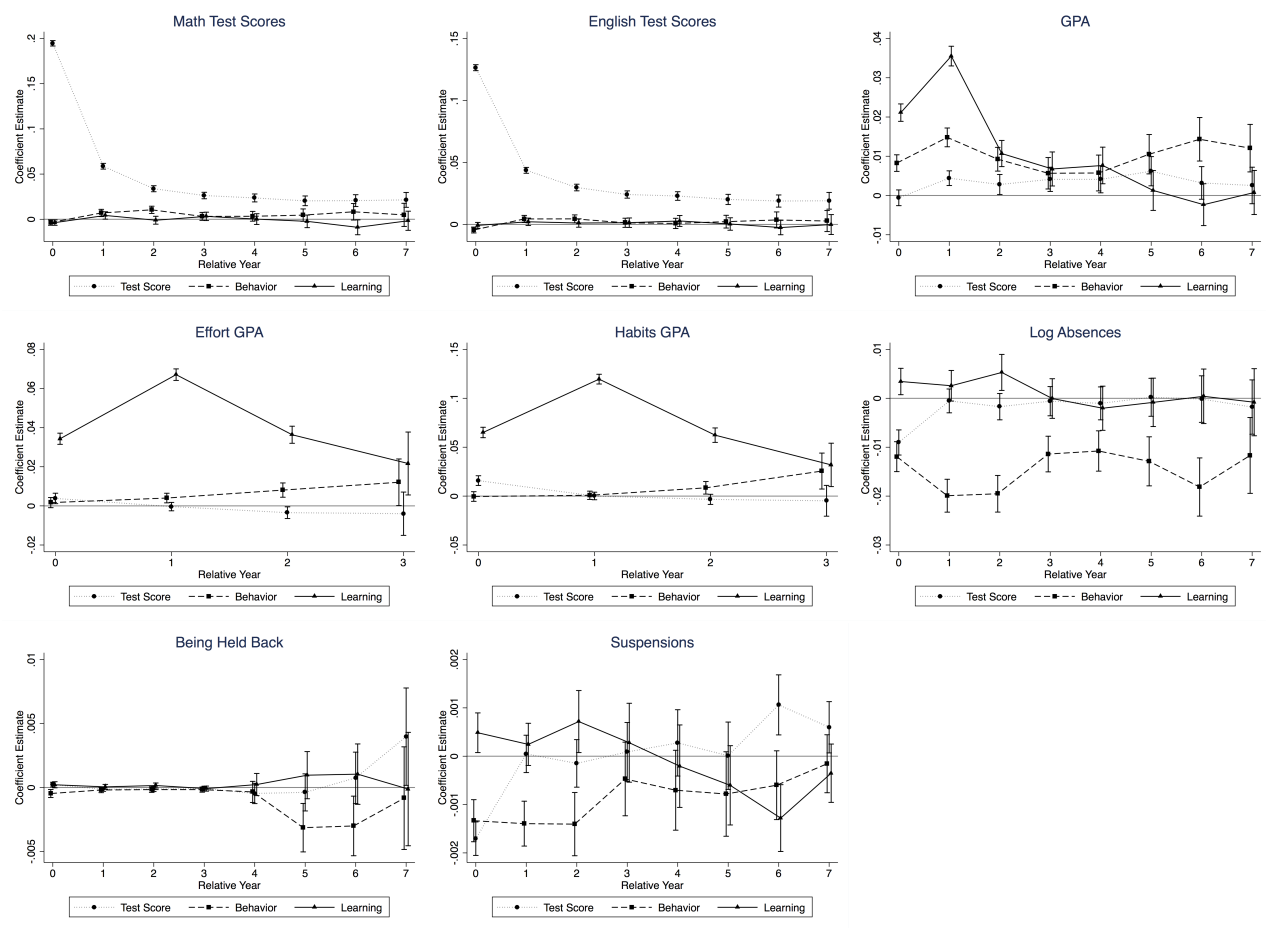 Math Test Scores
Coefficient Estimate
.2
.15
.1
.05
0
0 1 2 3 4 5 6 7
Relative Year
Test Score Behavior Learning
English Test Scores
Coefficient Estimate
.15
.1
.05
0
0 1 2 3 4 5 6 7
Relative Year
Test Score Behavior Learning
GPA
Coefficient Estimate
.04
.03
.02
.01
0
-.01
0 1 2 3 4 5 6 7
Relative Year
Test Score Behavior Learning
Effort GPA
Coefficient Estimate
.08
.06
.04
.02
0
-.02
0 1 2 3
Relative Year
Test Score Behavior Learning
Habits GPA
Coefficient Estimate
.15
.1
.05
0
-.05
0 1 2 3
Relative Year
Test Score Behavior Learning
Log Absences
Coefficient Estimate
.01
0
-.01
-.02
-.03
0 1 2 3 4 5 6 7
Relative Year
Test Score Behavior Learning
Being Held Back
Coefficient Estimate
.01
.005
0
-.005
0 1 2 3 4 5 6 7
Relative Year
Test Score Behavior Learning
Suspensions
Coefficient Estimate
.002
.001
0
-.001
-.002
0 1 2 3 4 5 6 7
Relative Year
Test Score Behavior Learning